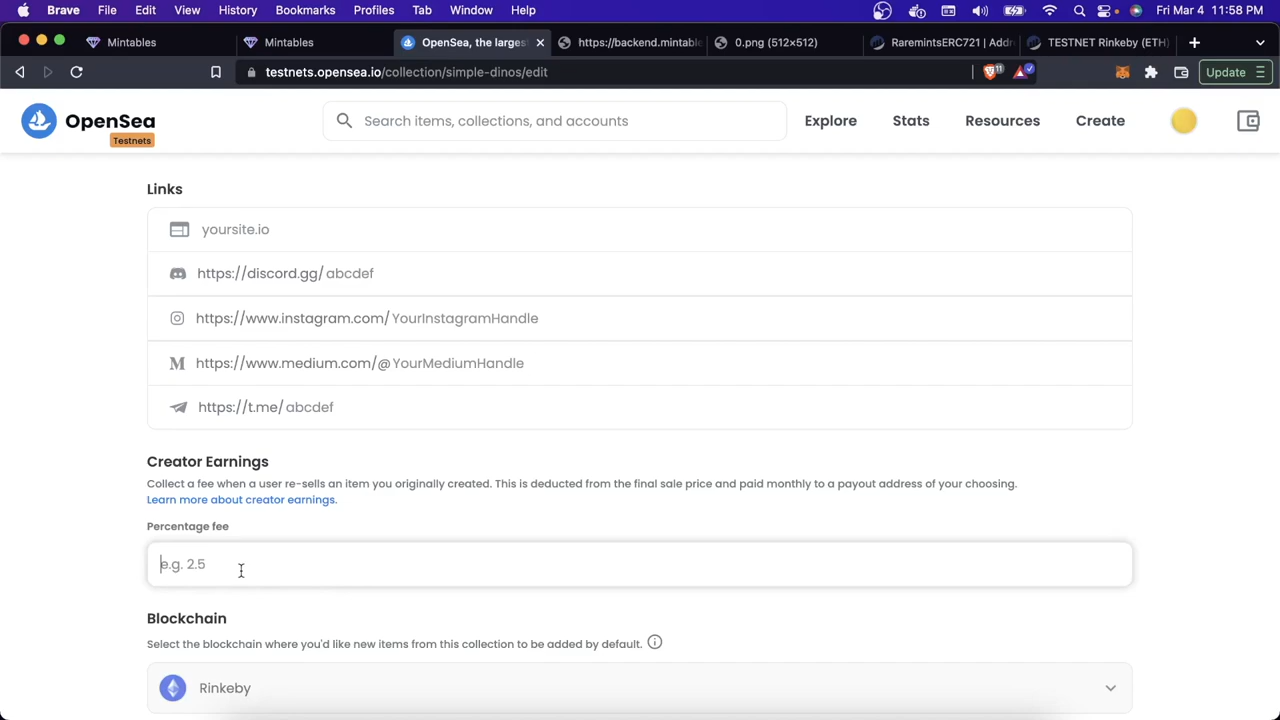 Brave File Edit View History Bookmarks Profiles Tab Window Help Fri Mar 4 11:58 PM
Mintables Mintables OpenSea, the larges https://backend.mintable 0.png (512×512) RaremintsERC721 | Addr TESTNET Rinkeby (ETH)
testnets.opensea.io/collection/simple-dinos/edit 11 Update
OpenSea Search items, collections, and accounts Explore Stats Resources Create
Testnets
Links
yoursite.io
https://discord.gg/abcdef
https://www.instagram.com/YourInstagramHandle
https://www.medium.com/@YourMediumHandle
https://t.me/abcdef
Creator Earnings
Collect a fee when a user re-sells an item you originally created. This is deducted from the final sale price and paid monthly to a payout address of your choosing.
Learn more about creator earnings.
Percentage fee
e.g. 2.5
Blockchain
Select the blockchain where you'd like new items from this collection to be added by default.
Rinkeby